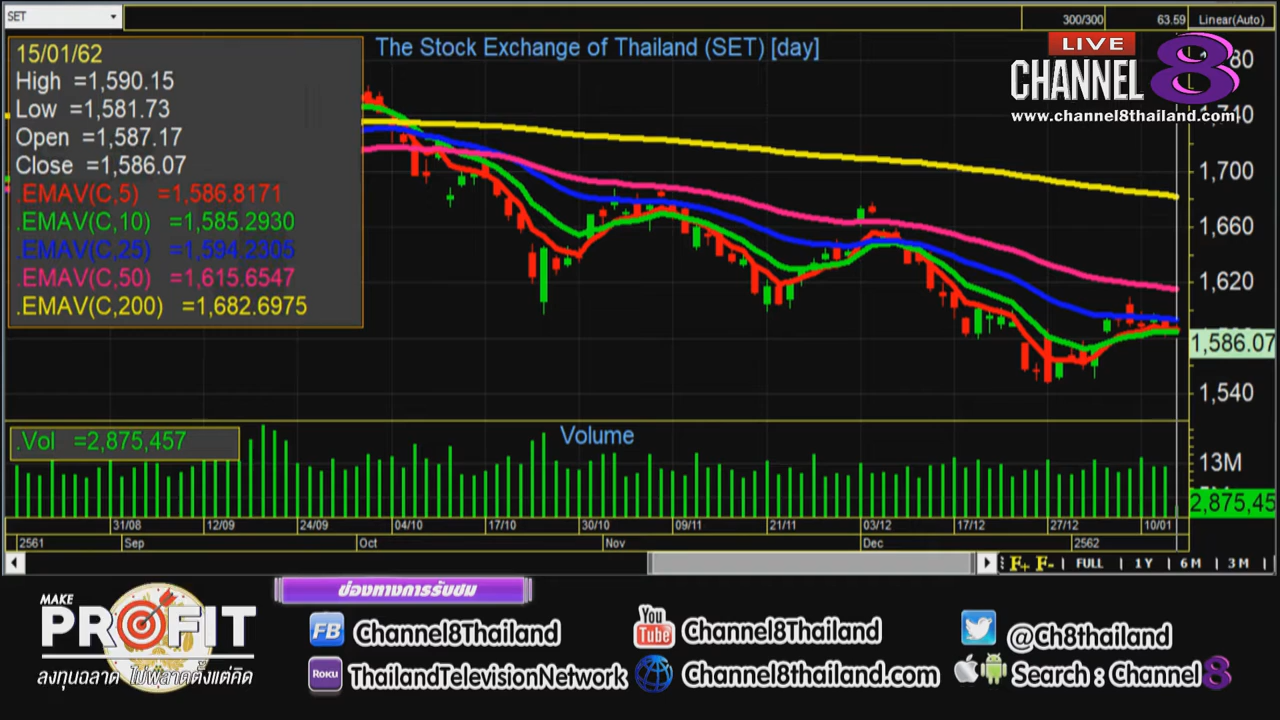 SET
300/300
63.59
Linear(Auto)
15/01/62
High =1,590.15
Low =1,581.73
Open =1,587.17
Close =1,586.07
.EMAV(C,5) =1,586.8171
.EMAV(C,10) =1,585.2930
.EMAV(C,25) =1,594.2305
.EMAV(C,50) =1,615.6547
.EMAV(C,200) =1,682.6975
The Stock Exchange of Thailand (SET) [day]
LIVE
CHANNEL 8
www.channel8thailand.com
1,740
1,700
1,660
1,620
1,586.07
1,540
.Vol =2,875,457
Volume
13M
2,875,45
31/08 12/09 24/09 04/10 17/10 30/10 09/11 21/11 03/12 17/12 27/12 10/01
2561 Sep Oct Nov Dec 2562
F+ F- FULL 1Y 6M 3M
MAKE
PROFIT
ลงทุนฉลาด ไม่พลาดตั้งแต่คิด
ช่องทางการรับชม
FB Channel8Thailand
You Tube Channel8Thailand
@Ch8thailand
Roku ThailandTelevisionNetwork
Channel8thailand.com
Search : Channel 8